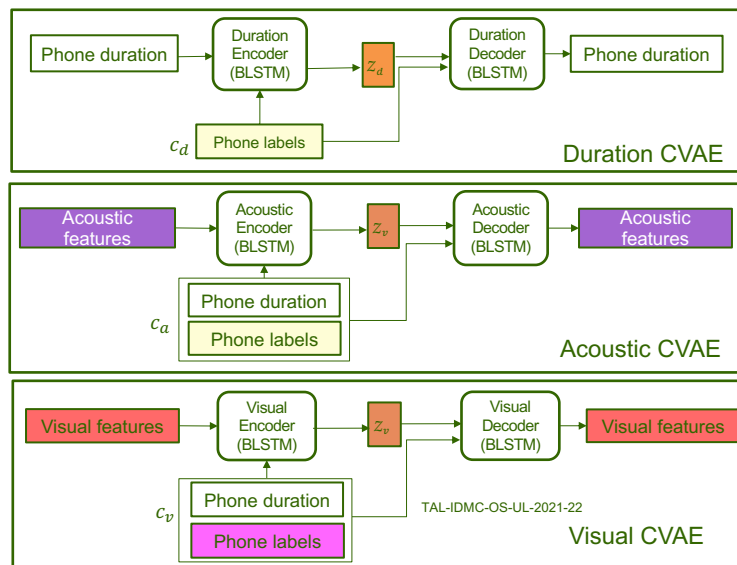 Phone duration
Duration
Encoder
(BLSTM)
z_d
Duration
Decoder
(BLSTM)
Phone duration
c_d
Phone labels
Duration CVAE
Acoustic
features
Acoustic
Encoder
(BLSTM)
z_v
Acoustic
Decoder
(BLSTM)
Acoustic
features
c_a
Phone duration
Phone labels
Acoustic CVAE
Visual features
Visual
Encoder
(BLSTM)
z_v
Visual
Decoder
(BLSTM)
Visual features
c_v
Phone duration
Phone labels
TAL-IDMC-OS-UL-2021-22
Visual CVAE